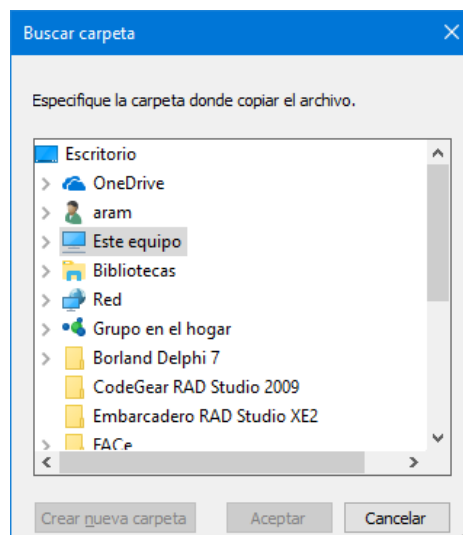 Buscar carpeta
Especifique la carpeta donde copiar el archivo.
Escritorio
OneDrive
aram
Este equipo
Bibliotecas
Red
Grupo en el hogar
Borland Delphi 7
CodeGear RAD Studio 2009
Embarcadero RAD Studio XE2
FACe
Crear nueva carpeta Aceptar Cancelar